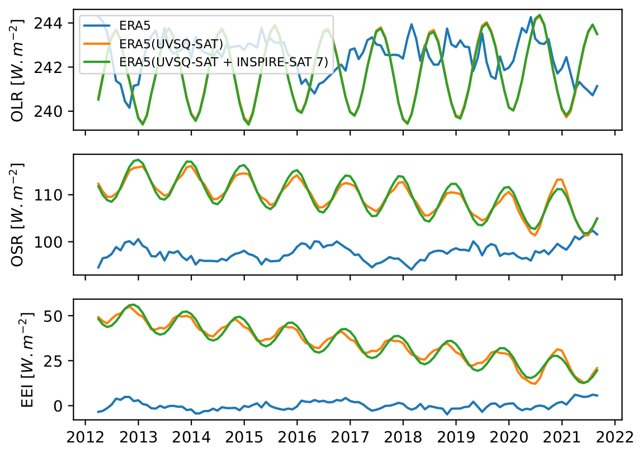 ERA5
ERA5(UVSQ-SAT)
ERA5(UVSQ-SAT + INSPIRE-SAT 7)
OLR [W.m⁻²]
244
242
240
OSR [W.m⁻²]
110
100
EEI [W.m⁻²]
50
25
0
2012 2013 2014 2015 2016 2017 2018 2019 2020 2021 2022